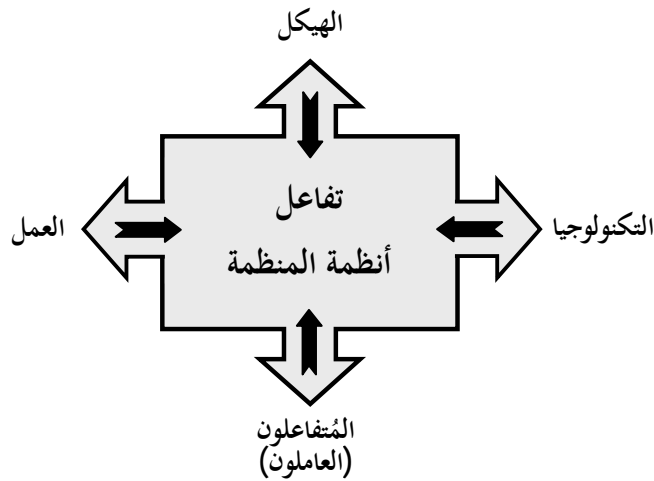 الهيكل
تفاعل
أنظمة المنظمة
التكنولوجيا
العمل
المُتفاعلون
(العاملون)